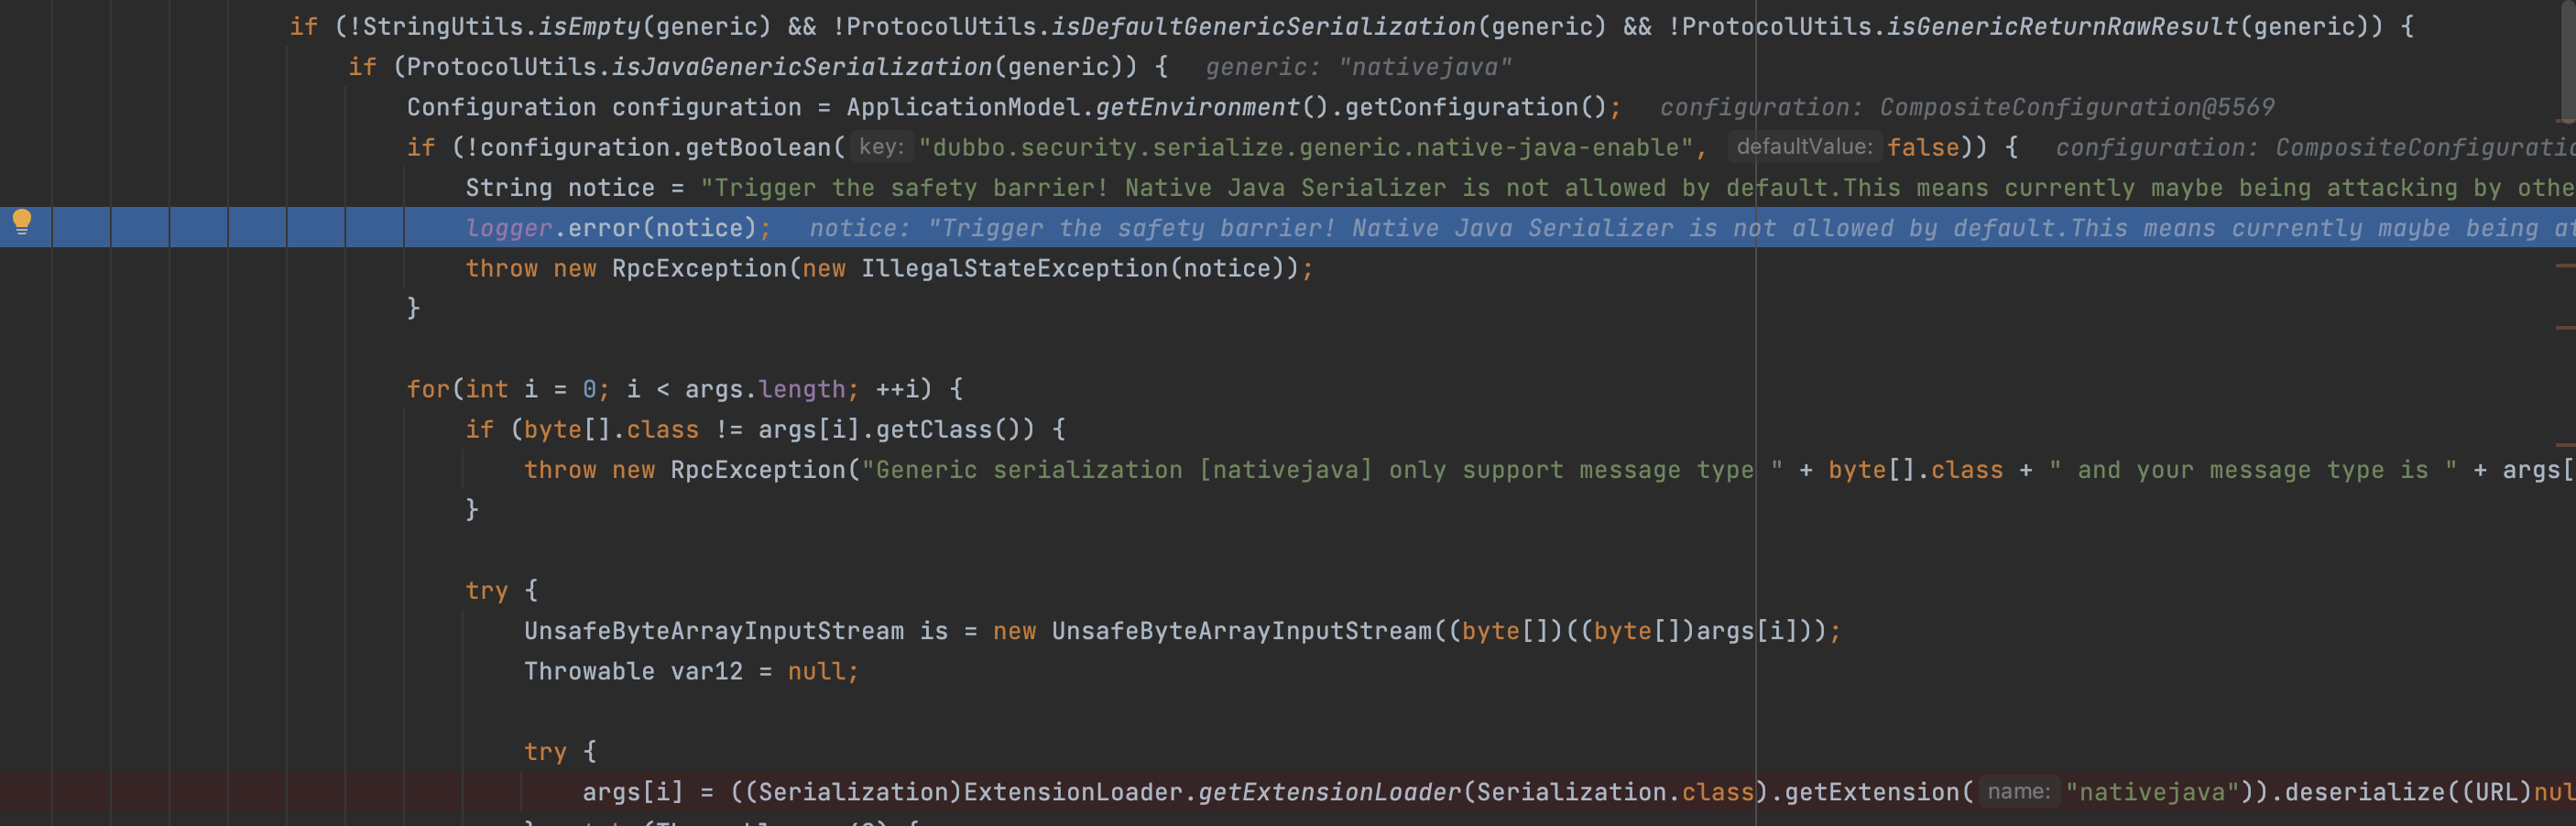 if (!StringUtils.isEmpty(generic) && !ProtocolUtils.isDefaultGenericSerialization(generic) && !ProtocolUtils.isGenericReturnRawResult(generic)) {
if (ProtocolUtils.isJavaGenericSerialization(generic)) {  generic: "nativejava"
Configuration configuration = ApplicationModel.getEnvironment().getConfiguration();  configuration: CompositeConfiguration@5569
if (!configuration.getBoolean( key: "dubbo.security.serialize.generic.native-java-enable", defaultValue: false)) {  configuration: CompositeConfiguratio
String notice = "Trigger the safety barrier! Native Java Serializer is not allowed by default.This means currently maybe being attacking by othe
logger.error(notice);  notice: "Trigger the safety barrier! Native Java Serializer is not allowed by default.This means currently maybe being at
throw new RpcException(new IllegalStateException(notice));
}
for(int i = 0; i < args.length; ++i) {
if (byte[].class != args[i].getClass()) {
throw new RpcException("Generic serialization [nativejava] only support message type " + byte[].class + " and your message type is " + args[
}
try {
UnsafeByteArrayInputStream is = new UnsafeByteArrayInputStream((byte[])((byte[])args[i]));
Throwable var12 = null;
try {
args[i] = ((Serialization)ExtensionLoader.getExtensionLoader(Serialization.class).getExtension( name: "nativejava")).deserialize((URL)nul